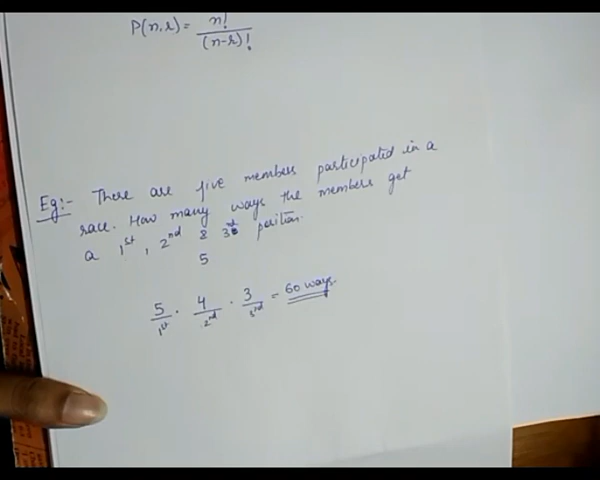 P(n,r) = n!/(n-r)!
Eg:- There are five members participated in a
race. How many ways the members get
a 1st, 2nd & 3rd position.
5
5/1st . 4/2nd . 3/3rd = 60 ways